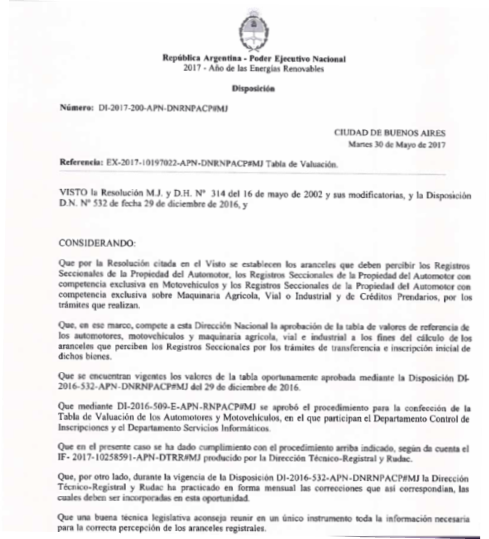 República Argentina - Poder Ejecutivo Nacional
2017 - Año de las Energías Renovables
Disposición
Número: DI-2017-200-APN-DNRNPACP#MJ
CIUDAD DE BUENOS AIRES
Martes 30 de Mayo de 2017
Referencia: EX-2017-10197022-APN-DNRNPACP#MJ Tabla de Valuación.
VISTO la Resolución M.J. y D.H. N° 314 del 16 de mayo de 2002 y sus modificatorias, y la Disposición
D.N. N° 532 de fecha 29 de diciembre de 2016, y
CONSIDERANDO:
Que por la Resolución citada en el Visto se establecen los aranceles que deben percibir los Registros
Seccionales de la Propiedad del Automotor, los Registros Seccionales de la Propiedad del Automotor con
competencia exclusiva en Motovehículos y los Registros Seccionales de la Propiedad del Automotor con
competencia exclusiva sobre Maquinaria Agrícola, Vial o Industrial y de Créditos Prendarios, por los
trámites que realizan.
Que, en ese marco, compete a esta Dirección Nacional la aprobación de la tabla de valores de referencia de
los automotores, motovehículos y maquinaria agrícola, vial e industrial a los fines del cálculo de los
aranceles que perciben los Registros Seccionales por los trámites de transferencia e inscripción inicial de
dichos bienes.
Que se encuentran vigentes los valores de la tabla oportunamente aprobada mediante la Disposición DI-
2016-532-APN-DNRNPACP#MJ del 29 de diciembre de 2016.
Que mediante DI-2016-509-E-APN-RNPACP#MJ se aprobó el procedimiento para la confección de la
Tabla de Valuación de los Automotores y Motovehículos, en el que participan el Departamento Control de
Inscripciones y el Departamento Servicios Informáticos.
Que en el presente caso se ha dado cumplimiento con el procedimiento arriba indicado, según da cuenta el
IF- 2017-10258591-APN-DTRR#MJ producido por la Dirección Técnico-Registral y Rudac.
Que, por otro lado, durante la vigencia de la Disposición DI-2016-532-APN-DNRNPACP#MJ la Dirección
Técnico-Registral y Rudac ha practicado en forma mensual las correcciones que así correspondían, las
cuales deben ser incorporadas en esta oportunidad.
Que una buena técnica legislativa aconseja reunir en un único instrumento toda la información necesaria
para la correcta percepción de los aranceles registrales.